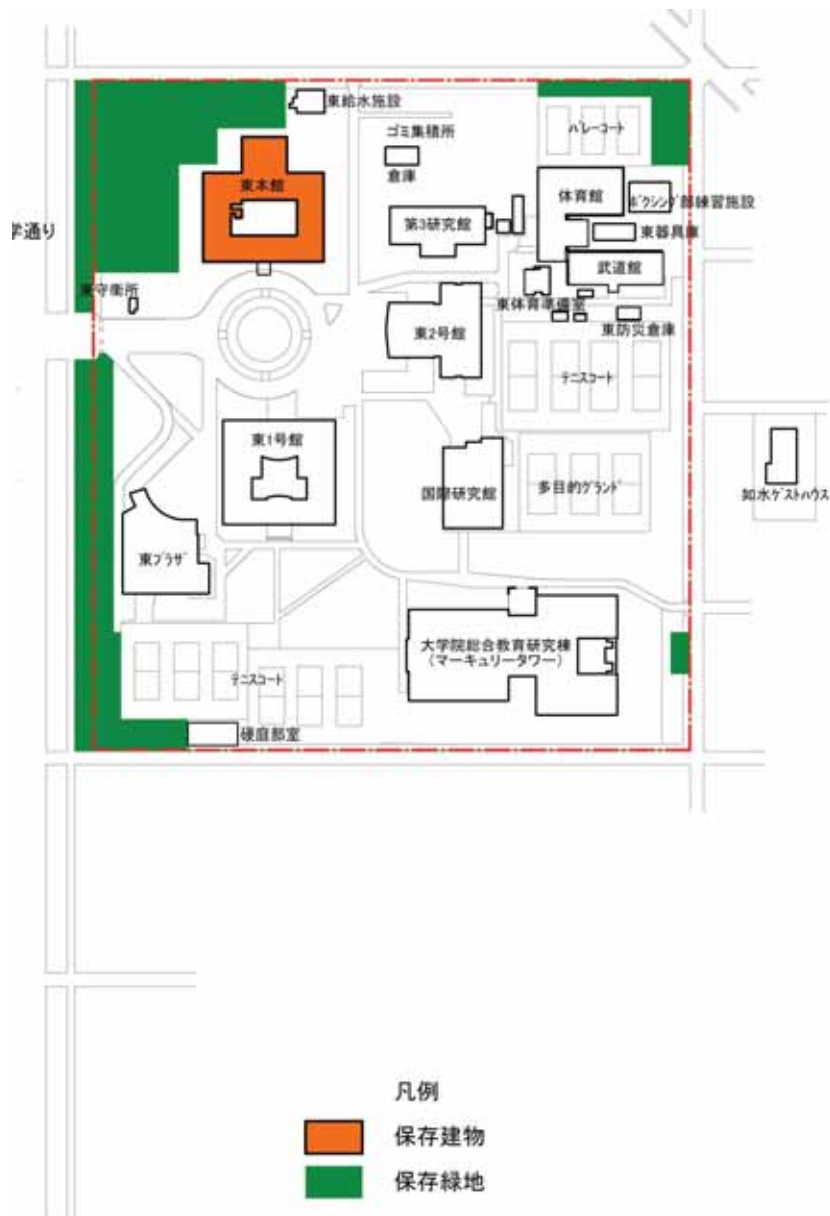 東給水施設
ﾊﾞﾚｰｺｰﾄ
ゴミ集積所
倉庫
体育館
東本館
ﾎﾞｸｼﾝｸﾞ部練習施設
学通り
第3研究館
東器具庫
武道館
東守衛所
東体育準備室
東防災倉庫
東2号館
ﾃﾆｽｺｰﾄ
東1号館
国際研究館
多目的ｸﾞﾗﾝﾄﾞ
如水ｹﾞｽﾄﾊｳｽ
東ﾌﾟﾗｻﾞ
大学院総合教育研究棟
(マーキュリータワー)
ﾃﾆｽｺｰﾄ
硬庭部室
凡例
保存建物
保存緑地